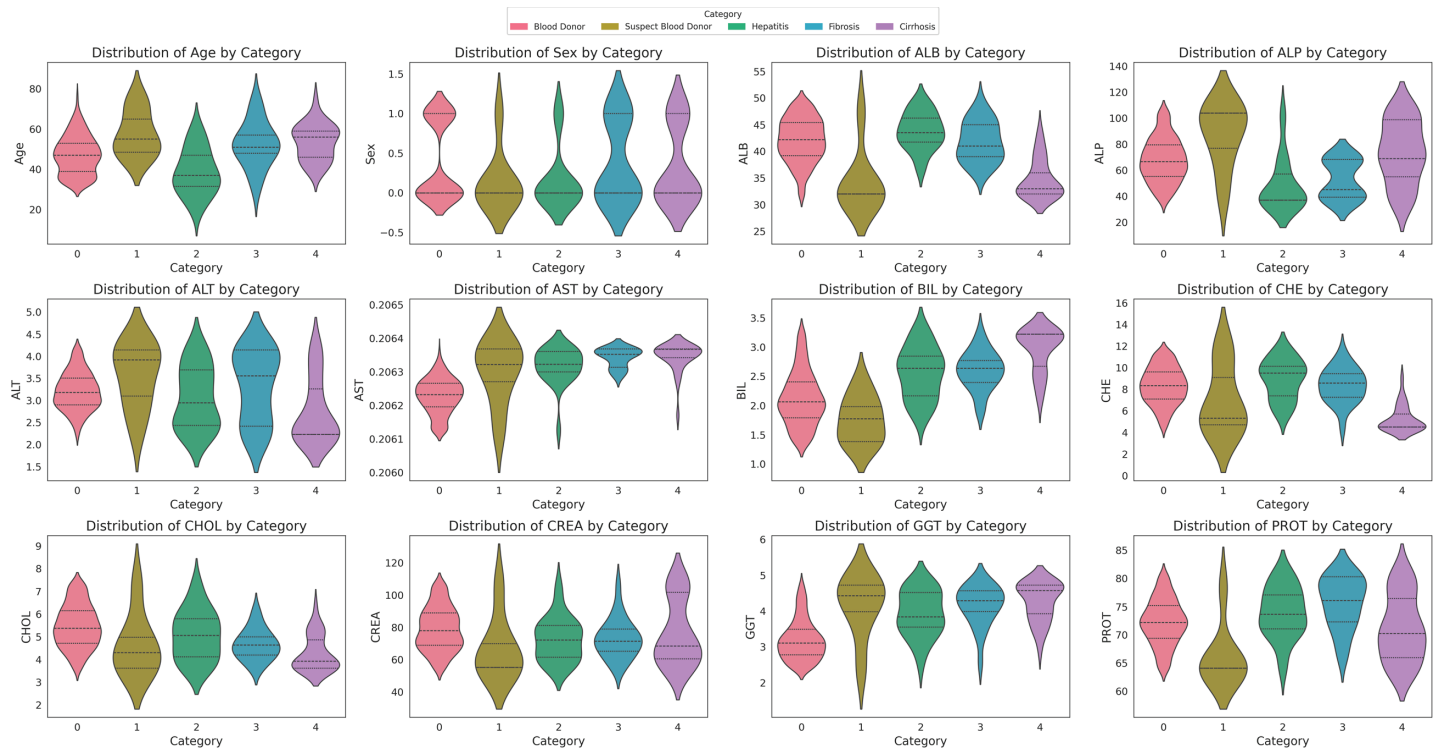 Category
Blood Donor Suspect Blood Donor Hepatitis Fibrosis Cirrhosis
Distribution of Age by Category
Age
80
60
40
20
0 1 2 3 4
Category
Distribution of Sex by Category
Sex
1.5
1.0
0.5
0.0
−0.5
0 1 2 3 4
Category
Distribution of ALB by Category
ALB
55
50
45
40
35
30
25
0 1 2 3 4
Category
Distribution of ALP by Category
ALP
140
120
100
80
60
40
20
0 1 2 3 4
Category
Distribution of ALT by Category
ALT
5.0
4.5
4.0
3.5
3.0
2.5
2.0
1.5
0 1 2 3 4
Category
Distribution of AST by Category
AST
0.2065
0.2064
0.2063
0.2062
0.2061
0.2060
0 1 2 3 4
Category
Distribution of BIL by Category
BIL
3.5
3.0
2.5
2.0
1.5
1.0
0 1 2 3 4
Category
Distribution of CHE by Category
CHE
16
14
12
10
8
6
4
2
0
0 1 2 3 4
Category
Distribution of CHOL by Category
CHOL
9
8
7
6
5
4
3
2
0 1 2 3 4
Category
Distribution of CREA by Category
CREA
120
100
80
60
40
0 1 2 3 4
Category
Distribution of GGT by Category
GGT
6
5
4
3
2
0 1 2 3 4
Category
Distribution of PROT by Category
PROT
85
80
75
70
65
60
0 1 2 3 4
Category